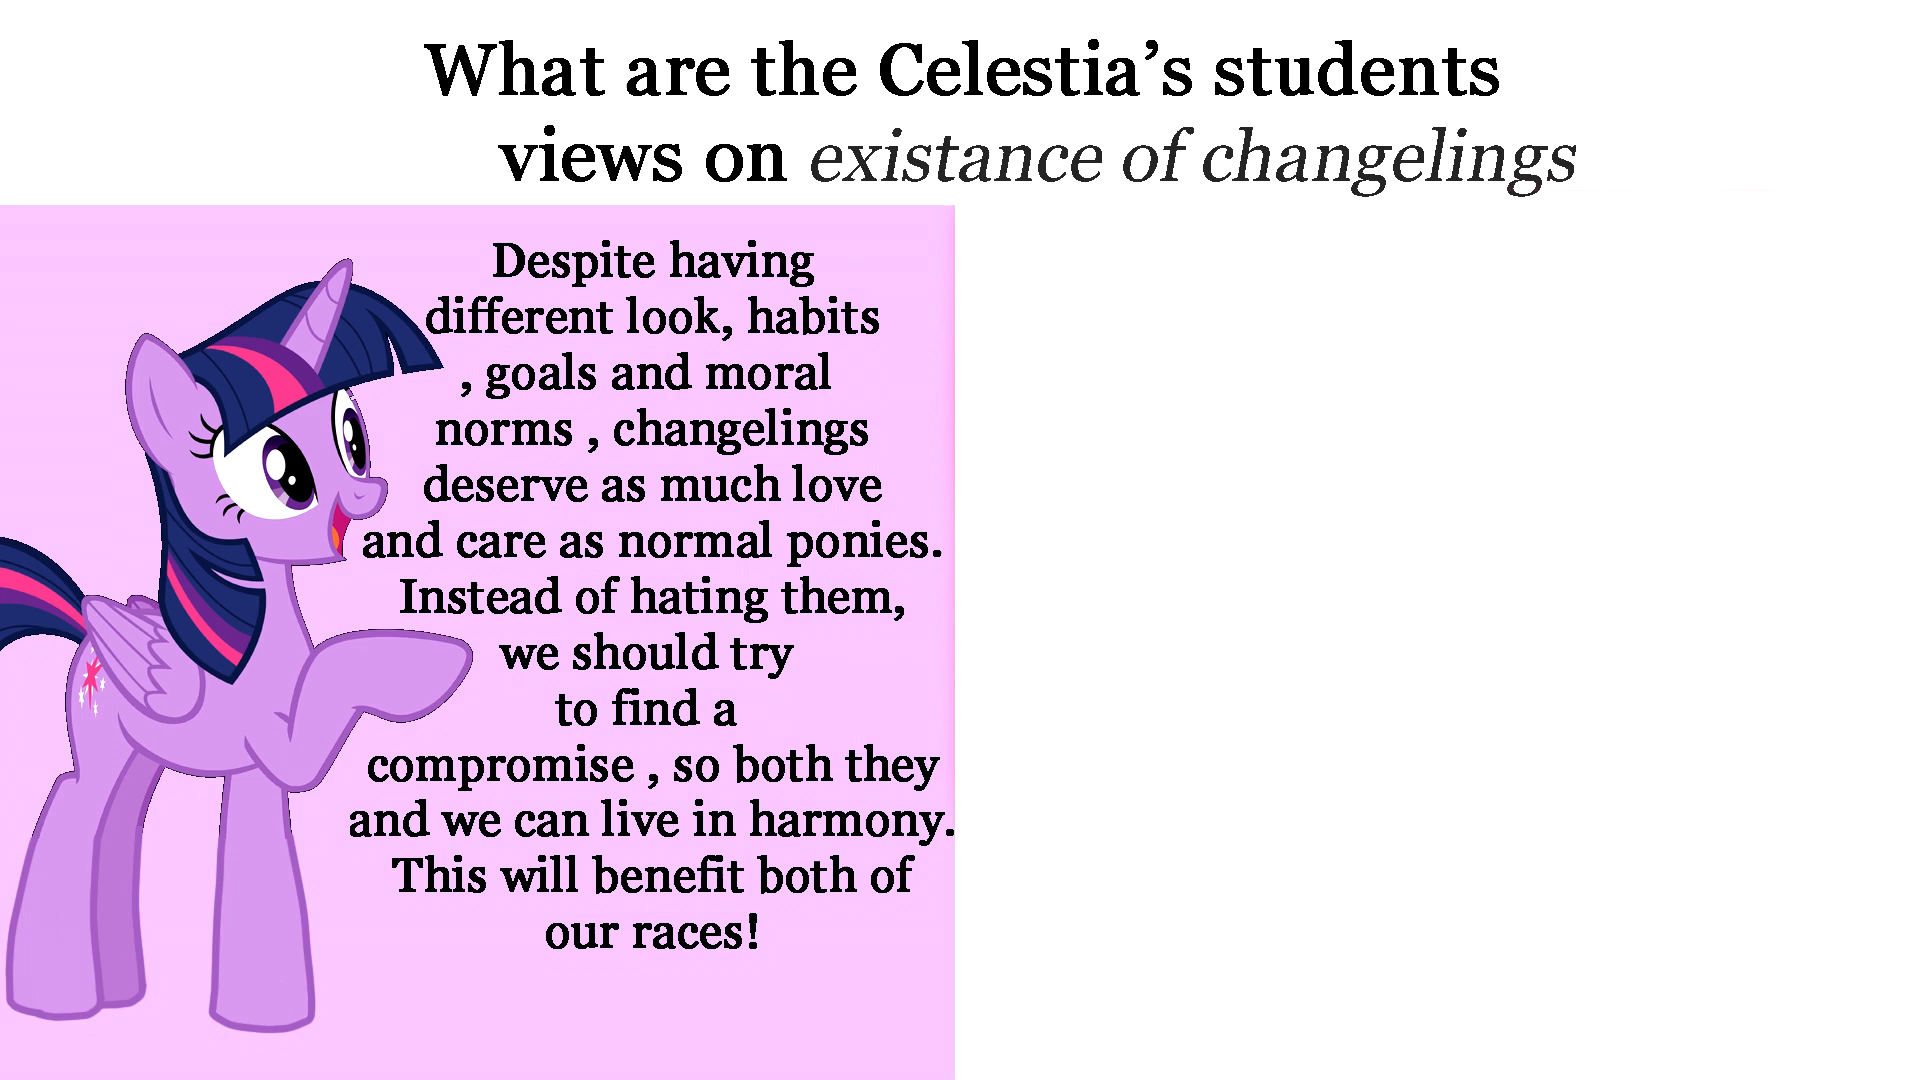 What are the Celestia’s students
views on existance of changelings
Despite having
different look, habits
, goals and moral
norms , changelings
deserve as much love
and care as normal ponies.
Instead of hating them,
we should try
to find a
compromise , so both they
and we can live in harmony.
This will benefit both of
our races!